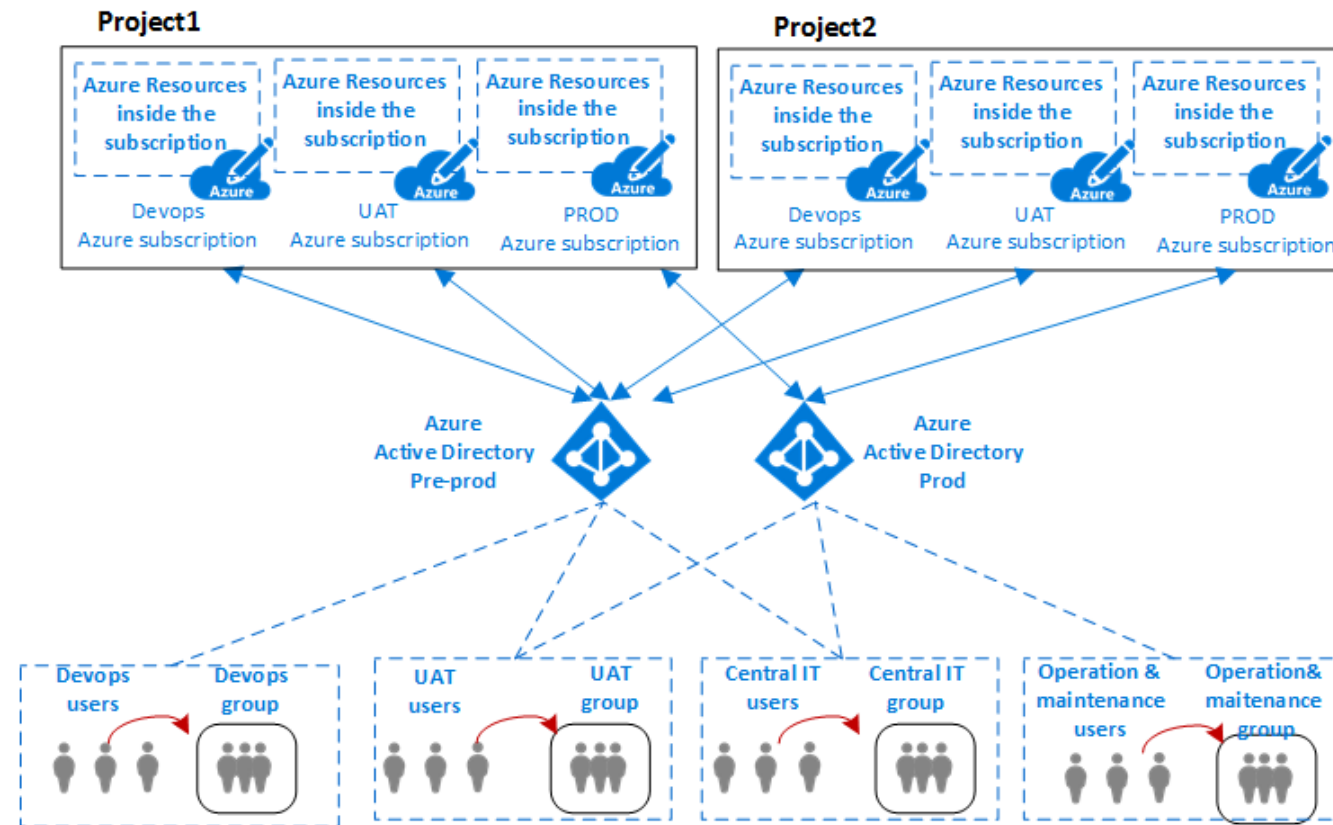 Project1
Azure Resources
inside the
subscription
Azure
Devops
Azure subscription
Azure Resources
inside the
subscription
Azure
UAT
Azure subscription
Azure Resources
inside the
subscription
Azure
PROD
Azure subscription
Project2
Azure Resources
inside the
subscription
Azure
Devops
Azure subscription
Azure Resources
inside the
subscription
Azure
UAT
Azure subscription
Azure Resources
inside the
subscription
Azure
PROD
Azure subscription
Azure
Active Directory
Pre-prod
Azure
Active Directory
Prod
Devops
users
Devops
group
UAT
users
UAT
group
Central IT
users
Central IT
group
Operation &
maintenance
users
Operation&
maitenance
group